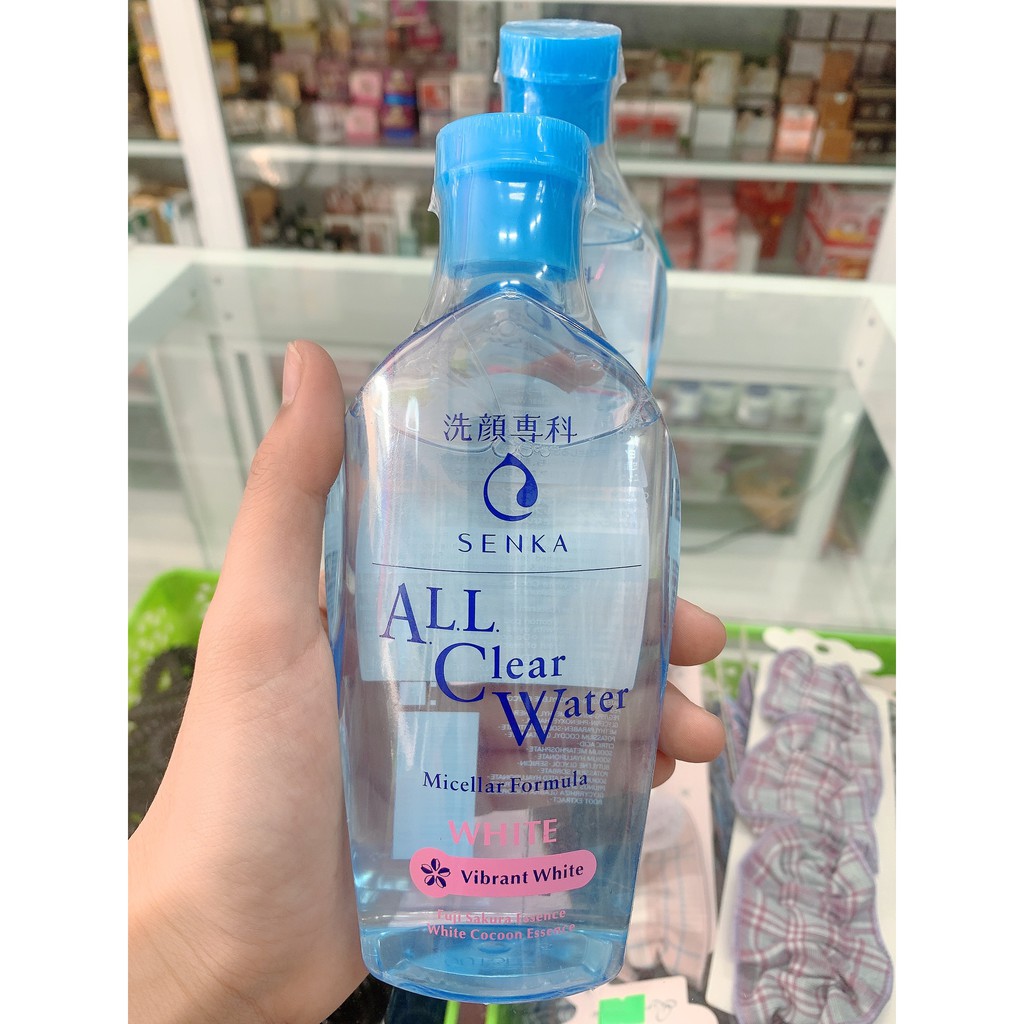 洗顔専科
SENKA
A.L.L.
Clear
Water
Micellar Formula
WHITE
Vibrant White
Fuji Sakura Essence
White Cocoon Essence